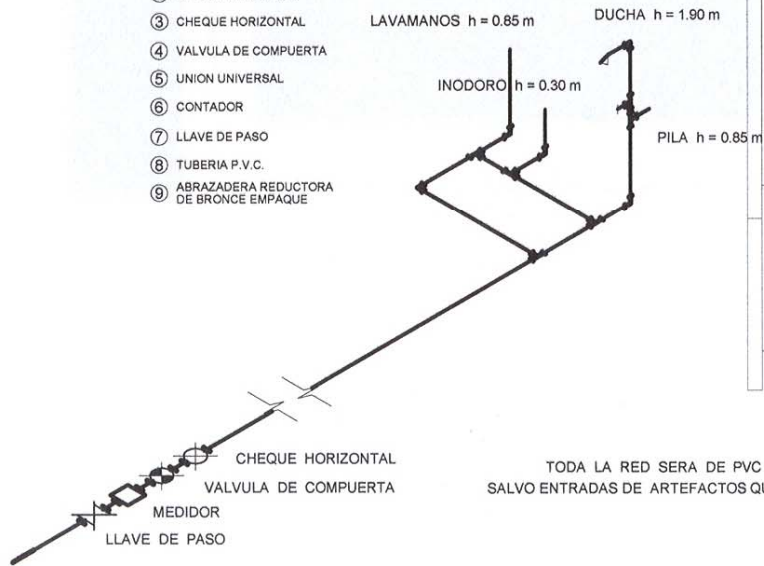 ③ CHEQUE HORIZONTAL
④ VALVULA DE COMPUERTA
⑤ UNION UNIVERSAL
⑥ CONTADOR
⑦ LLAVE DE PASO
⑧ TUBERIA P.V.C.
⑨ ABRAZADERA REDUCTORA
DE BRONCE EMPAQUE
LAVAMANOS h = 0.85 m
DUCHA h = 1.90 m
INODORO h = 0.30 m
PILA h = 0.85 m
CHEQUE HORIZONTAL
VALVULA DE COMPUERTA
MEDIDOR
LLAVE DE PASO
TODA LA RED SERA DE PVC
SALVO ENTRADAS DE ARTEFACTOS